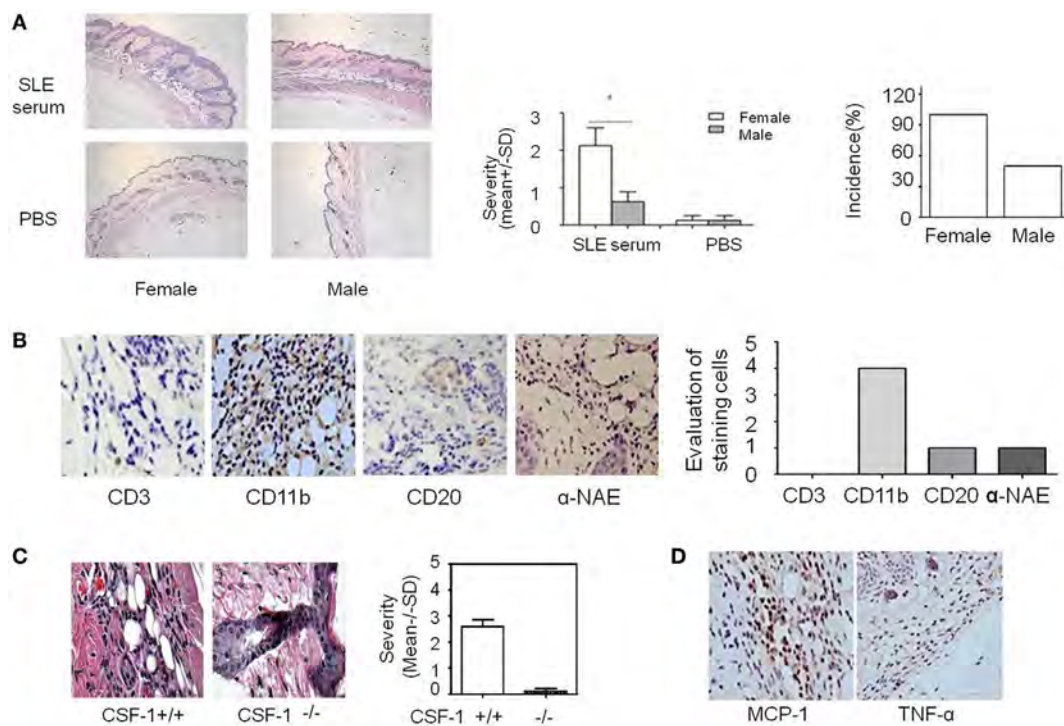 A
SLE
serum
PBS
Female
Male
Severity
(mean+/-SD)
3
2
1
0
*
Female
Male
SLE serum
PBS
Incidence(%)
120
90
50
30
0
Female
Male
B
CD3
CD11b
CD20
α-NAE
Evaluation of
staining cells
5
4
3
2
1
0
CD3
CD11b
CD20
α-NAE
C
CSF-1+/+
CSF-1 -/-
Severity
(Mean-/-SD)
5
4
3
2
1
0
CSF-1 +/+
-/-
D
MCP-1
TNF-α